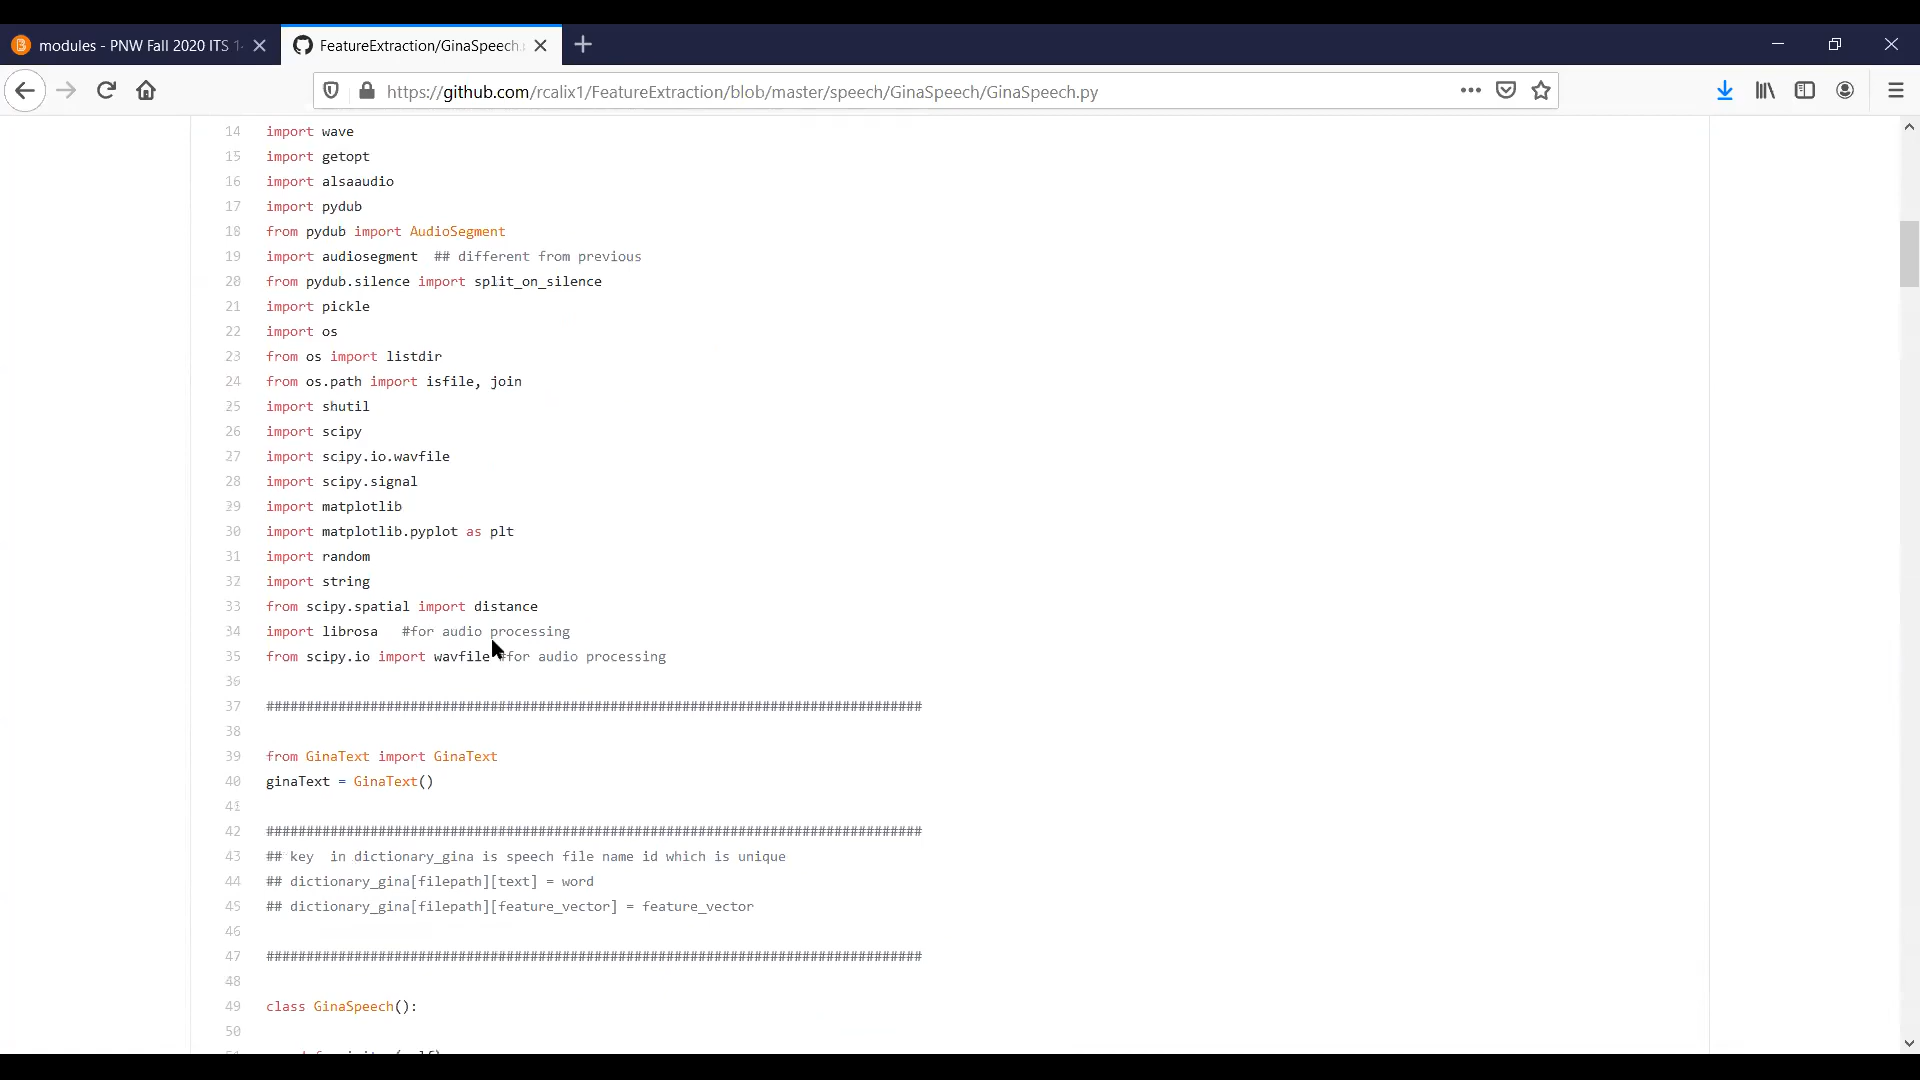 modules - PNW Fall 2020 ITS 1
FeatureExtraction/GinaSpeech.
https://github.com/rcalix1/FeatureExtraction/blob/master/speech/GinaSpeech/GinaSpeech.py
14 import wave
15 import getopt
16 import alsaaudio
17 import pydub
18 from pydub import AudioSegment
19 import audiosegment ## different from previous
20 from pydub.silence import split_on_silence
21 import pickle
22 import os
23 from os import listdir
24 from os.path import isfile, join
25 import shutil
26 import scipy
27 import scipy.io.wavfile
28 import scipy.signal
29 import matplotlib
30 import matplotlib.pyplot as plt
31 import random
32 import string
33 from scipy.spatial import distance
34 import librosa #for audio processing
35 from scipy.io import wavfile #for audio processing
36
37 ##################################################################################
38
39 from GinaText import GinaText
40 ginaText = GinaText()
41
42 ##################################################################################
43 ## key in dictionary_gina is speech file name id which is unique
44 ## dictionary_gina[filepath][text] = word
45 ## dictionary_gina[filepath][feature_vector] = feature_vector
46
47 ##################################################################################
48
49 class GinaSpeech():
50